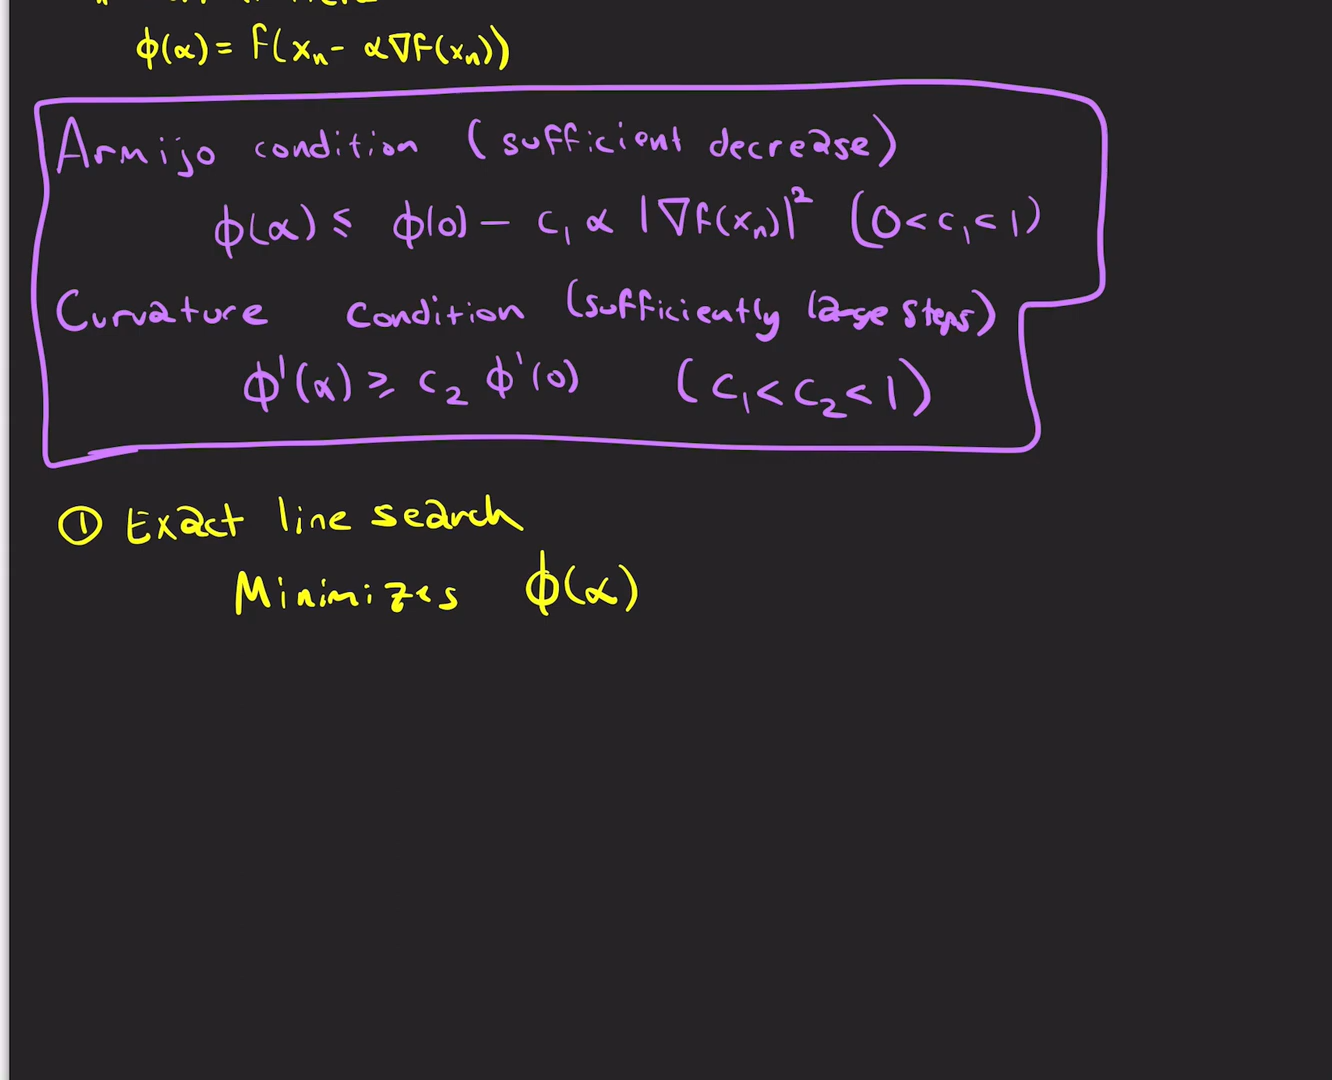 ϕ(α) = f(xₙ - α∇f(xₙ))
Armijo condition (sufficient decrease)
ϕ(α) ≤ ϕ(0) - c₁ α |∇f(xₙ)|² (0 < c₁ < 1)
Curvature condition (sufficiently large steps)
ϕ'(α) ≥ c₂ ϕ'(0) (c₁ < c₂ < 1)
① Exact line search
Minimizes ϕ(α)